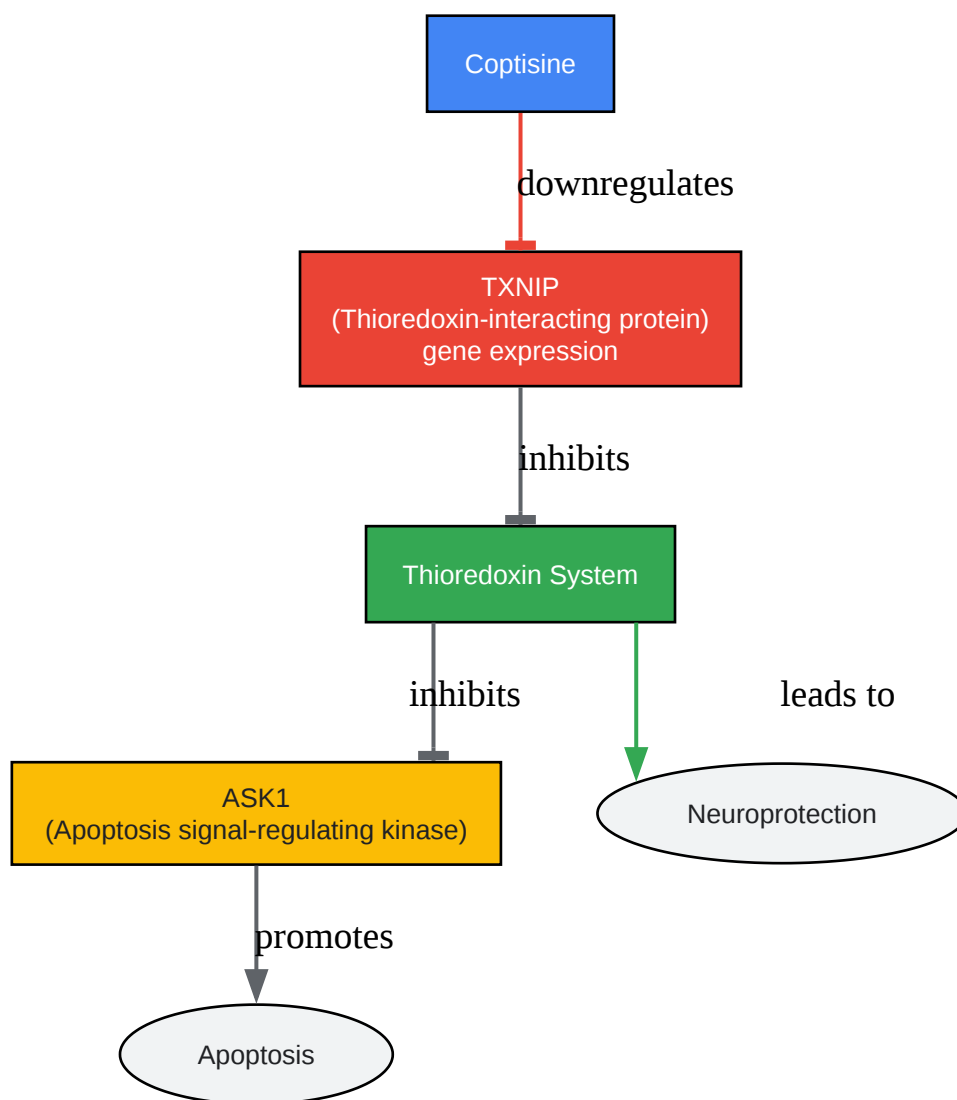 Coptisine
downregulates
TXNIP
(Thioredoxin-interacting protein)
gene expression
inhibits
Thioredoxin System
inhibits
leads to
ASK1
(Apoptosis signal-regulating kinase)
Neuroprotection
promotes
Apoptosis